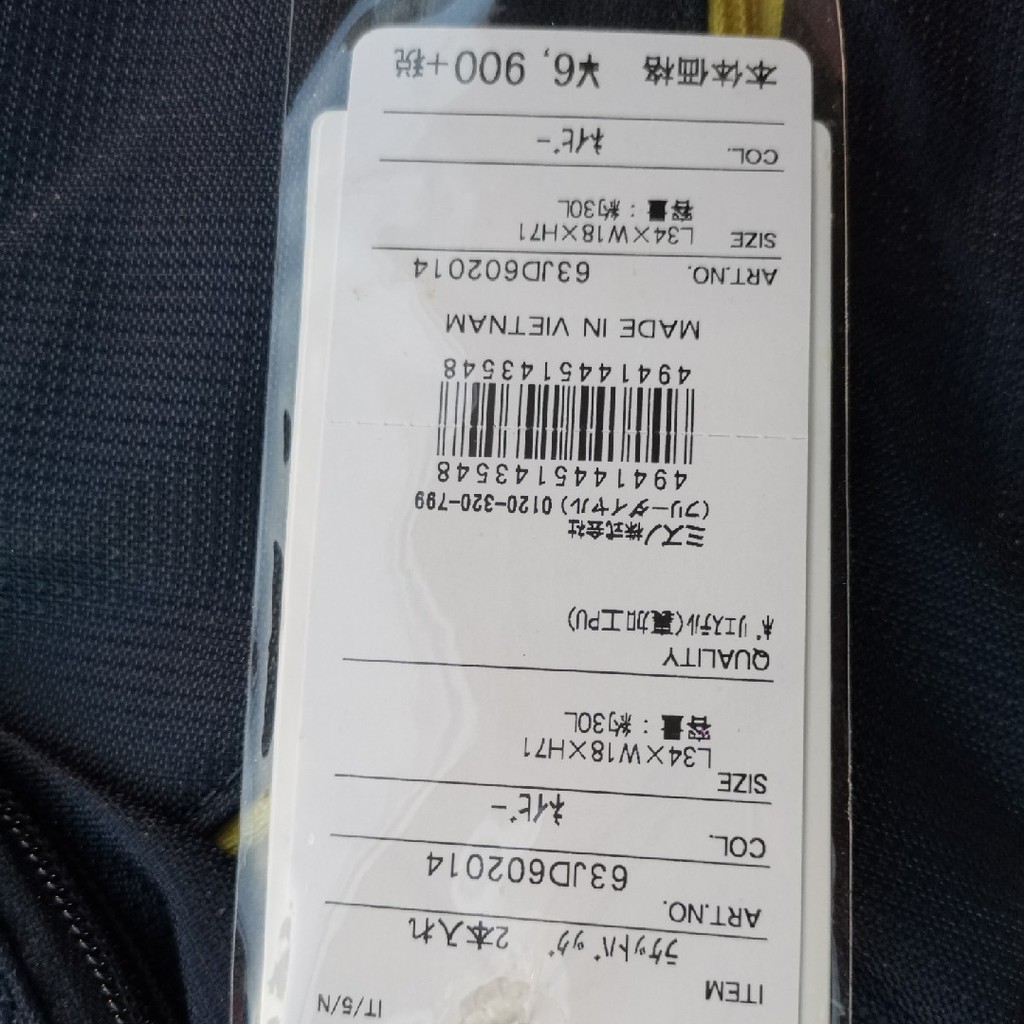 IT/5/N
ITEM
ラケットバッグ 2本入れ
ART.NO.
63JD602014
COL.
ネイビー
SIZE
L34×W18×H71
容量:約30L
QUALITY
ポリエステル(裏加工PU)
ミズノ株式会社
(フリーダイヤル) 0120-320-799
4941445143548
4941445143548
MADE IN VIETNAM
ART.NO. 63JD602014
SIZE L34×W18×H71
容量:約30L
COL. ネイビー
本体価格 ¥6,900+税